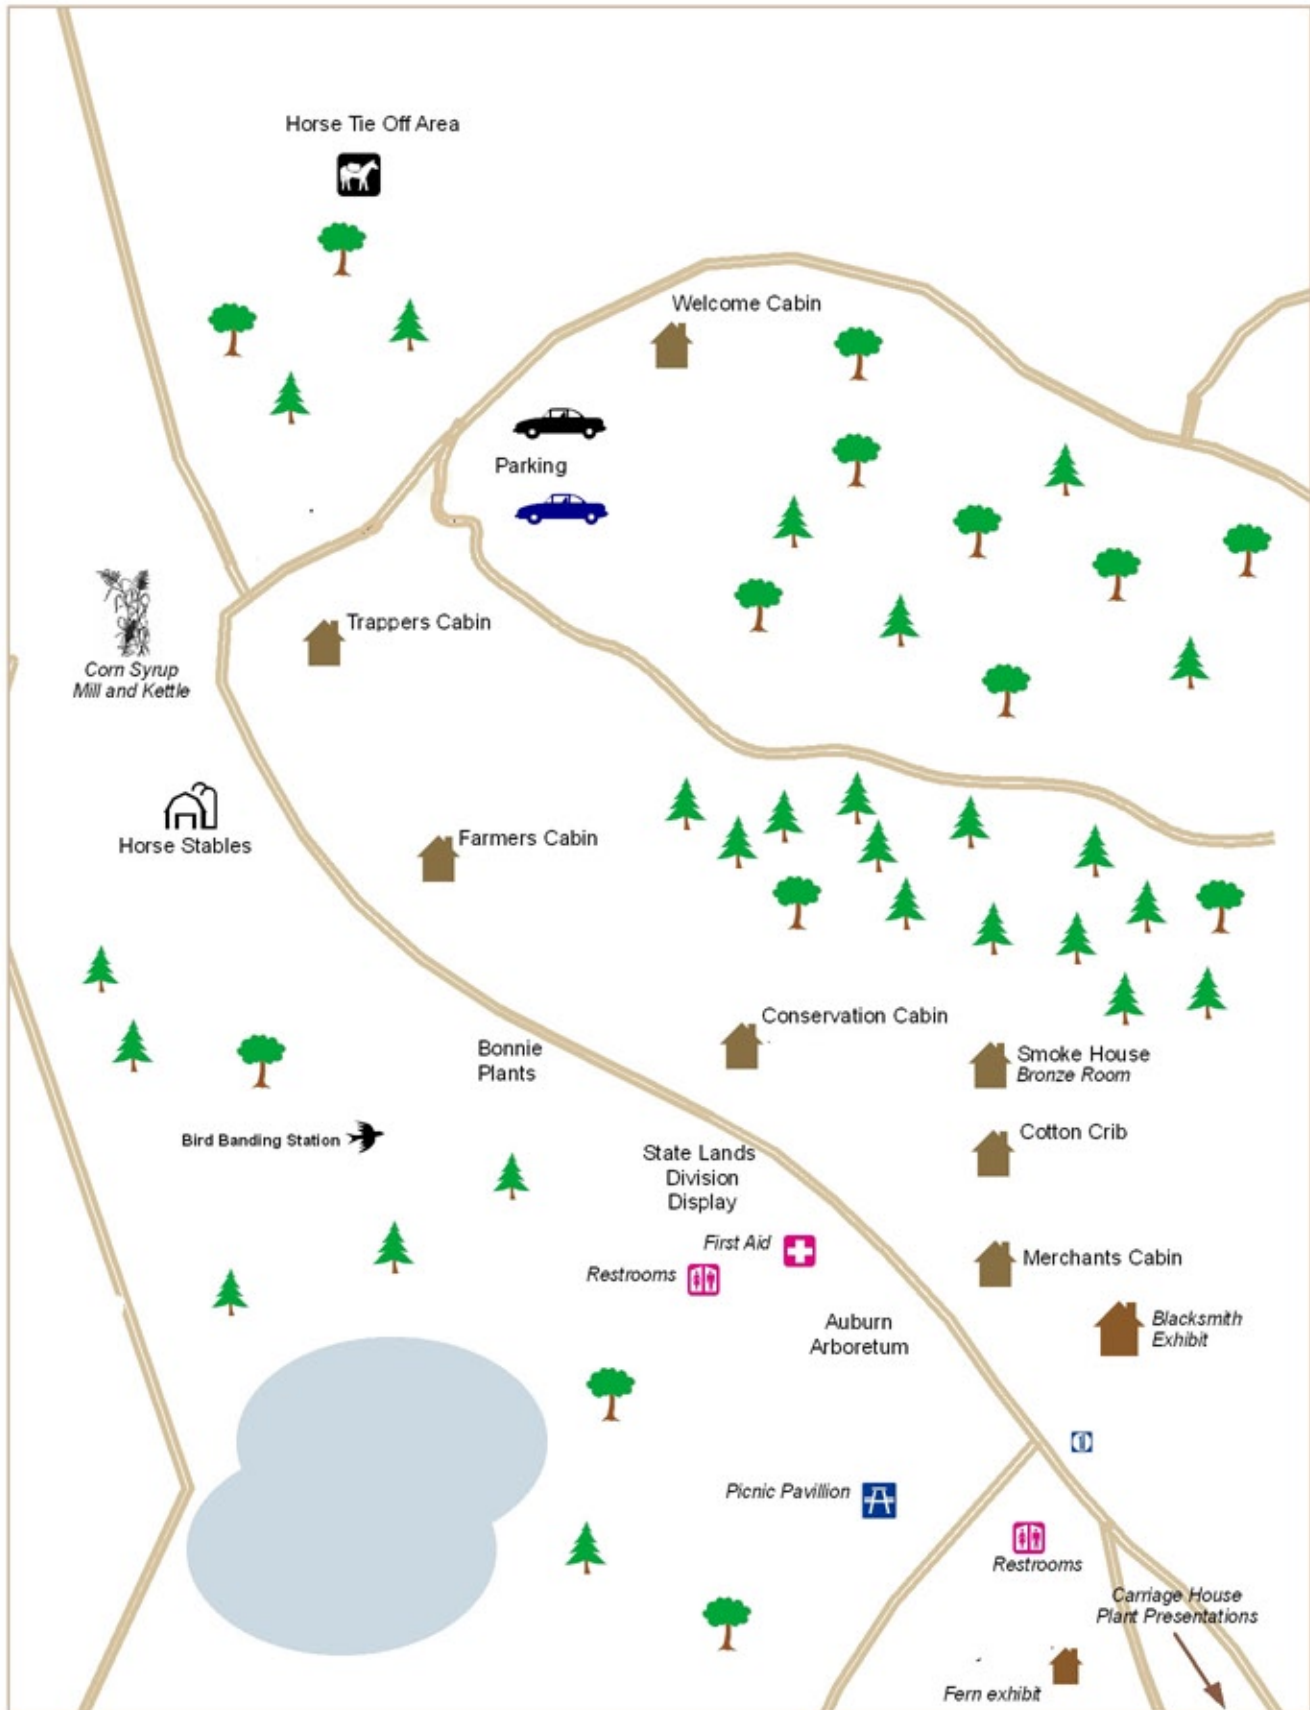 Horse Tie Off Area
Welcome Cabin
Parking
Trappers Cabin
Corn Syrup
Mill and Kettle
Horse Stables
Farmers Cabin
Conservation Cabin
Bonnie
Plants
Smoke House
Bronze Room
Cotton Crib
Bird Banding Station
State Lands
Division
Display
First Aid
Restrooms
Merchants Cabin
Blacksmith
Exhibit
Auburn
Arboretum
Picnic Pavillion
Restrooms
Carriage House
Plant Presentations
Fern exhibit